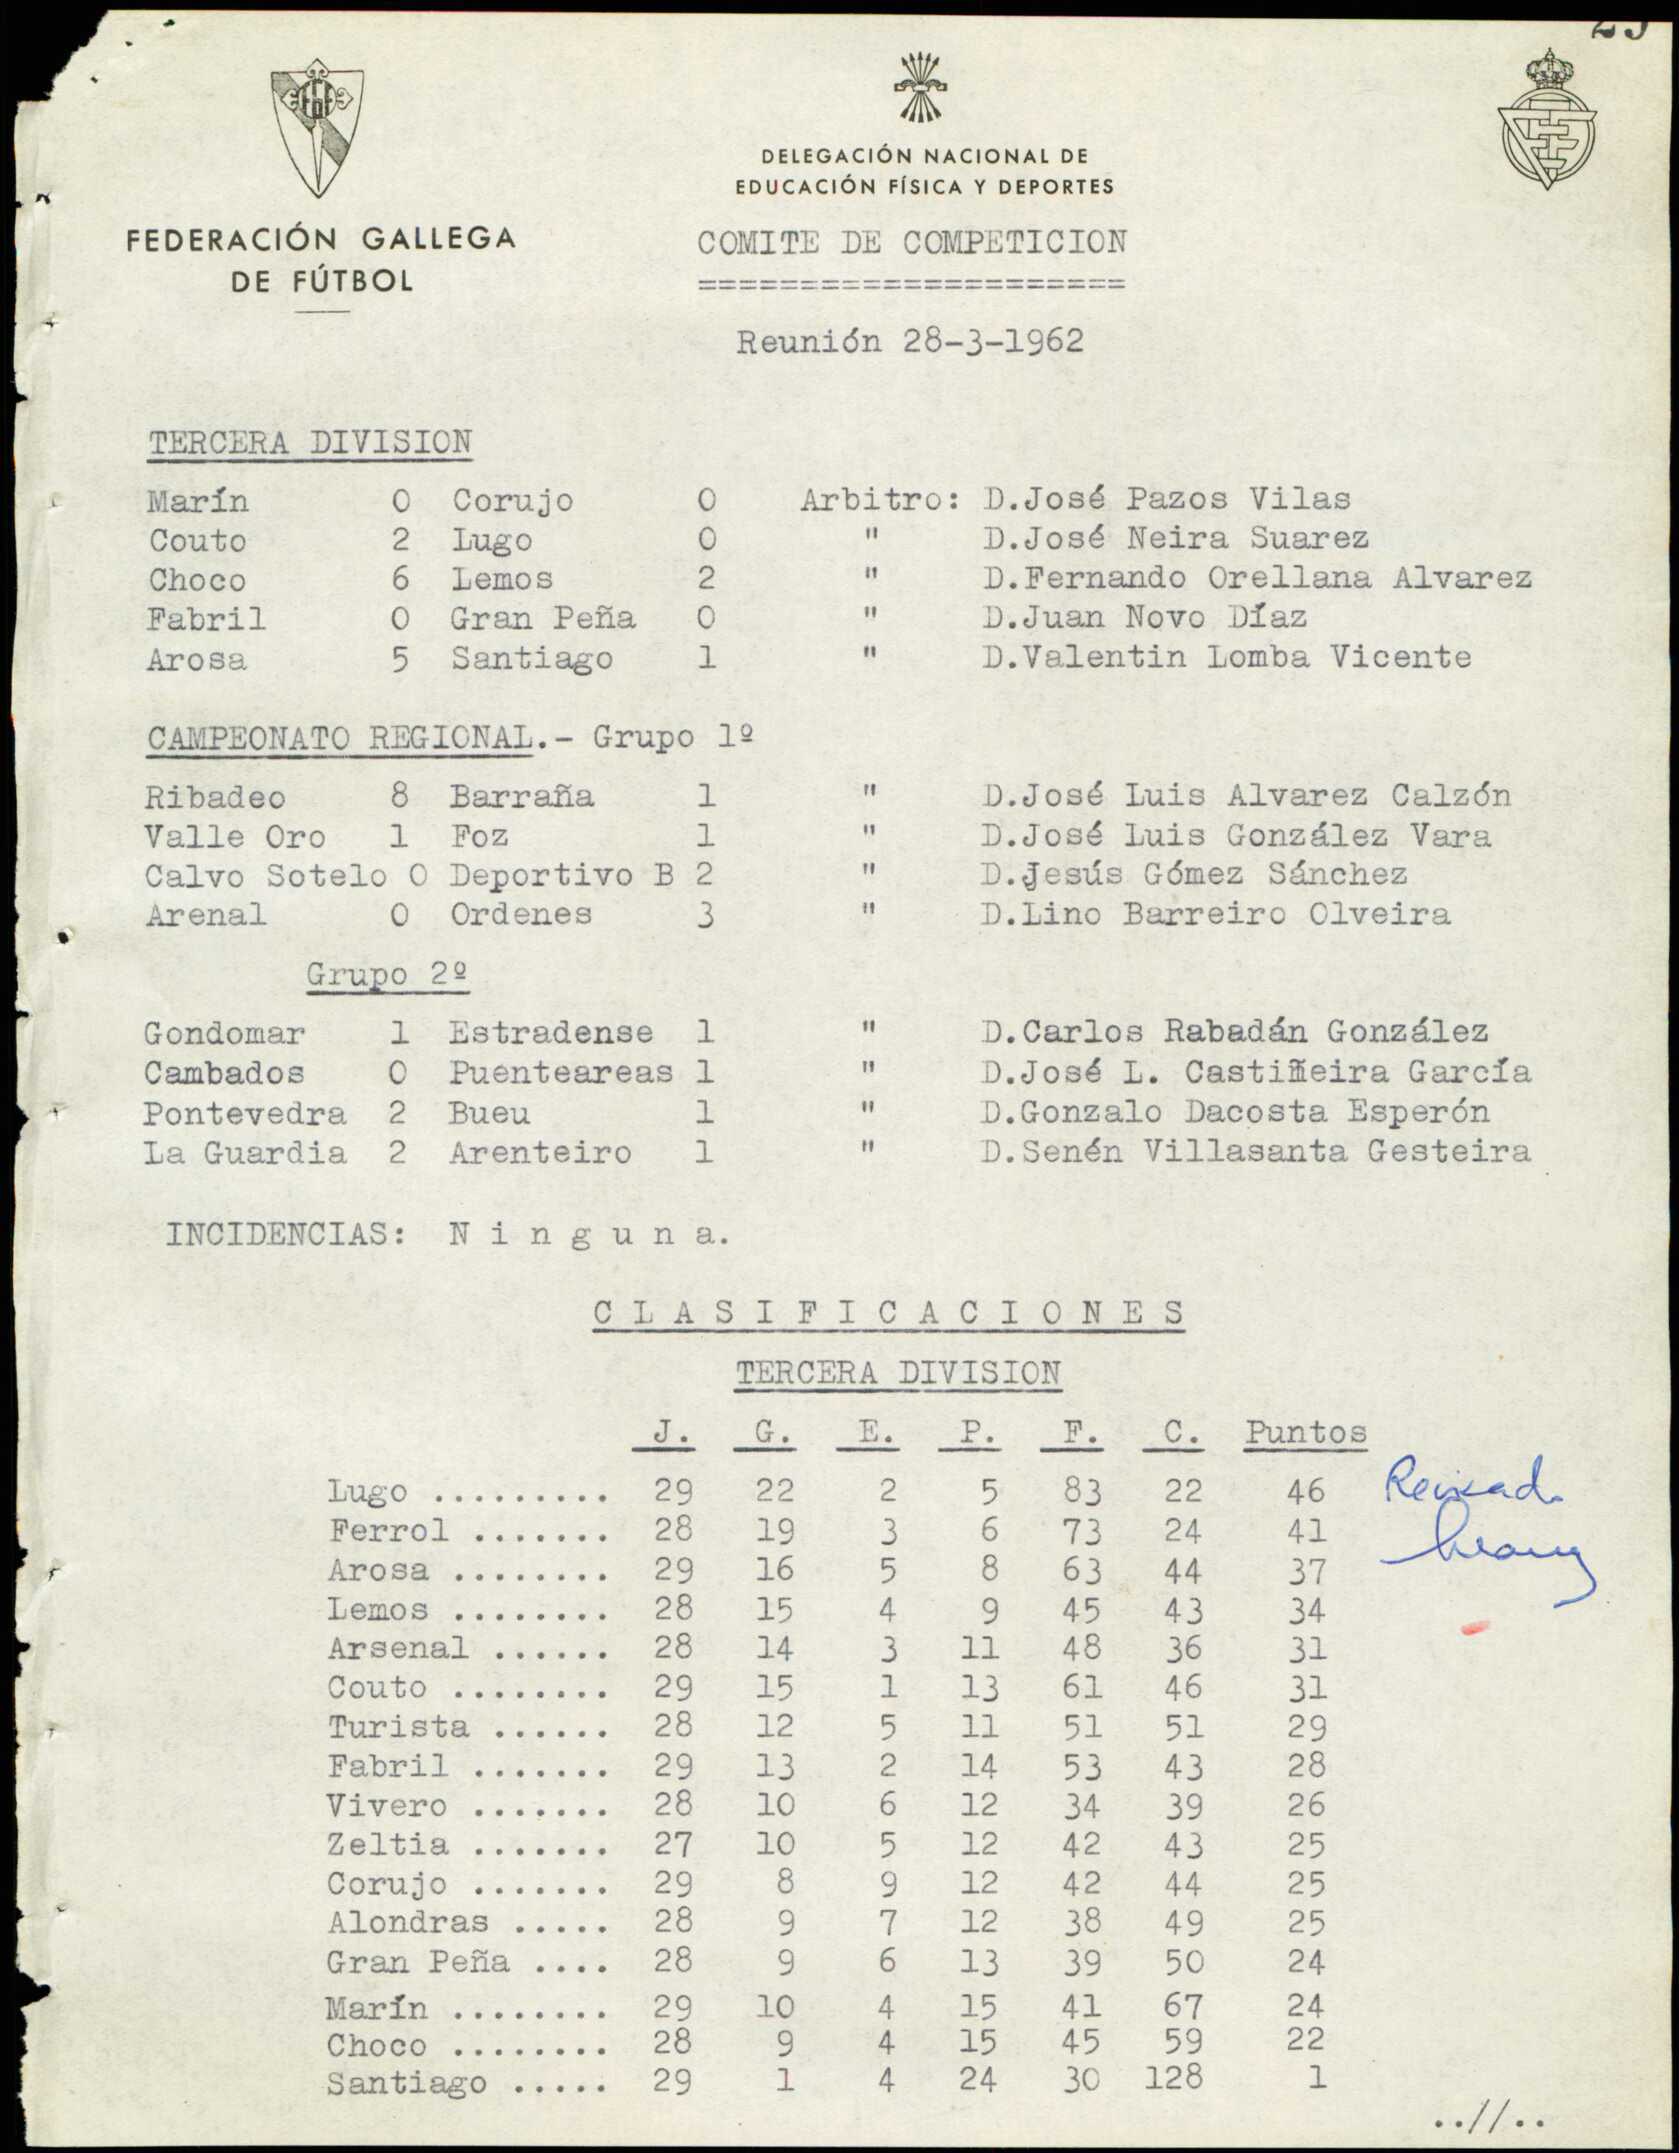 DELEGACIÓN NACIONAL DE
EDUCACIÓN FÍSICA Y DEPORTES
FEDERACIÓN GALLEGA
DE FÚTBOL
COMITE DE COMPETICION
=====================
Reunión 28-3-1962
TERCERA DIVISION
Marín 0 Corujo 0 Arbitro: D.José Pazos Vilas
Couto 2 Lugo 0 " D.José Neira Suarez
Choco 6 Lemos 2 " D.Fernando Orellana Alvarez
Fabril 0 Gran Peña 0 " D.Juan Novo Díaz
Arosa 5 Santiago 1 " D.Valentin Lomba Vicente
CAMPEONATO REGIONAL.- Grupo 1º
Ribadeo 8 Barraña 1 " D.José Luis Alvarez Calzón
Valle Oro 1 Foz 1 " D.José Luis González Vara
Calvo Sotelo 0 Deportivo B 2 " D.Jesús Gómez Sánchez
Arenal 0 Ordenes 3 " D.Lino Barreiro Olveira
Grupo 2º
Gondomar 1 Estradense 1 " D.Carlos Rabadán González
Cambados 0 Puenteareas 1 " D.José L. Castiñeira García
Pontevedra 2 Bueu 1 " D.Gonzalo Dacosta Esperón
La Guardia 2 Arenteiro 1 " D.Senén Villasanta Gesteira
INCIDENCIAS: N i n g u n a.
C L A S I F I C A C I O N E S
TERCERA DIVISION
J. G. E. P. F. C. Puntos
Lugo ......... 29 22 2 5 83 22 46
Ferrol ....... 28 19 3 6 73 24 41
Arosa ........ 29 16 5 8 63 44 37
Lemos ........ 28 15 4 9 45 43 34
Arsenal ...... 28 14 3 11 48 36 31
Couto ........ 29 15 1 13 61 46 31
Turista ...... 28 12 5 11 51 51 29
Fabril ....... 29 13 2 14 53 43 28
Vivero ....... 28 10 6 12 34 39 26
Zeltia ....... 27 10 5 12 42 43 25
Corujo ....... 29 8 9 12 42 44 25
Alondras ..... 28 9 7 12 38 49 25
Gran Peña .... 28 9 6 13 39 50 24
Marín ........ 29 10 4 15 41 67 24
Choco ........ 28 9 4 15 45 59 22
Santiago ..... 29 1 4 24 30 128 1
..//..